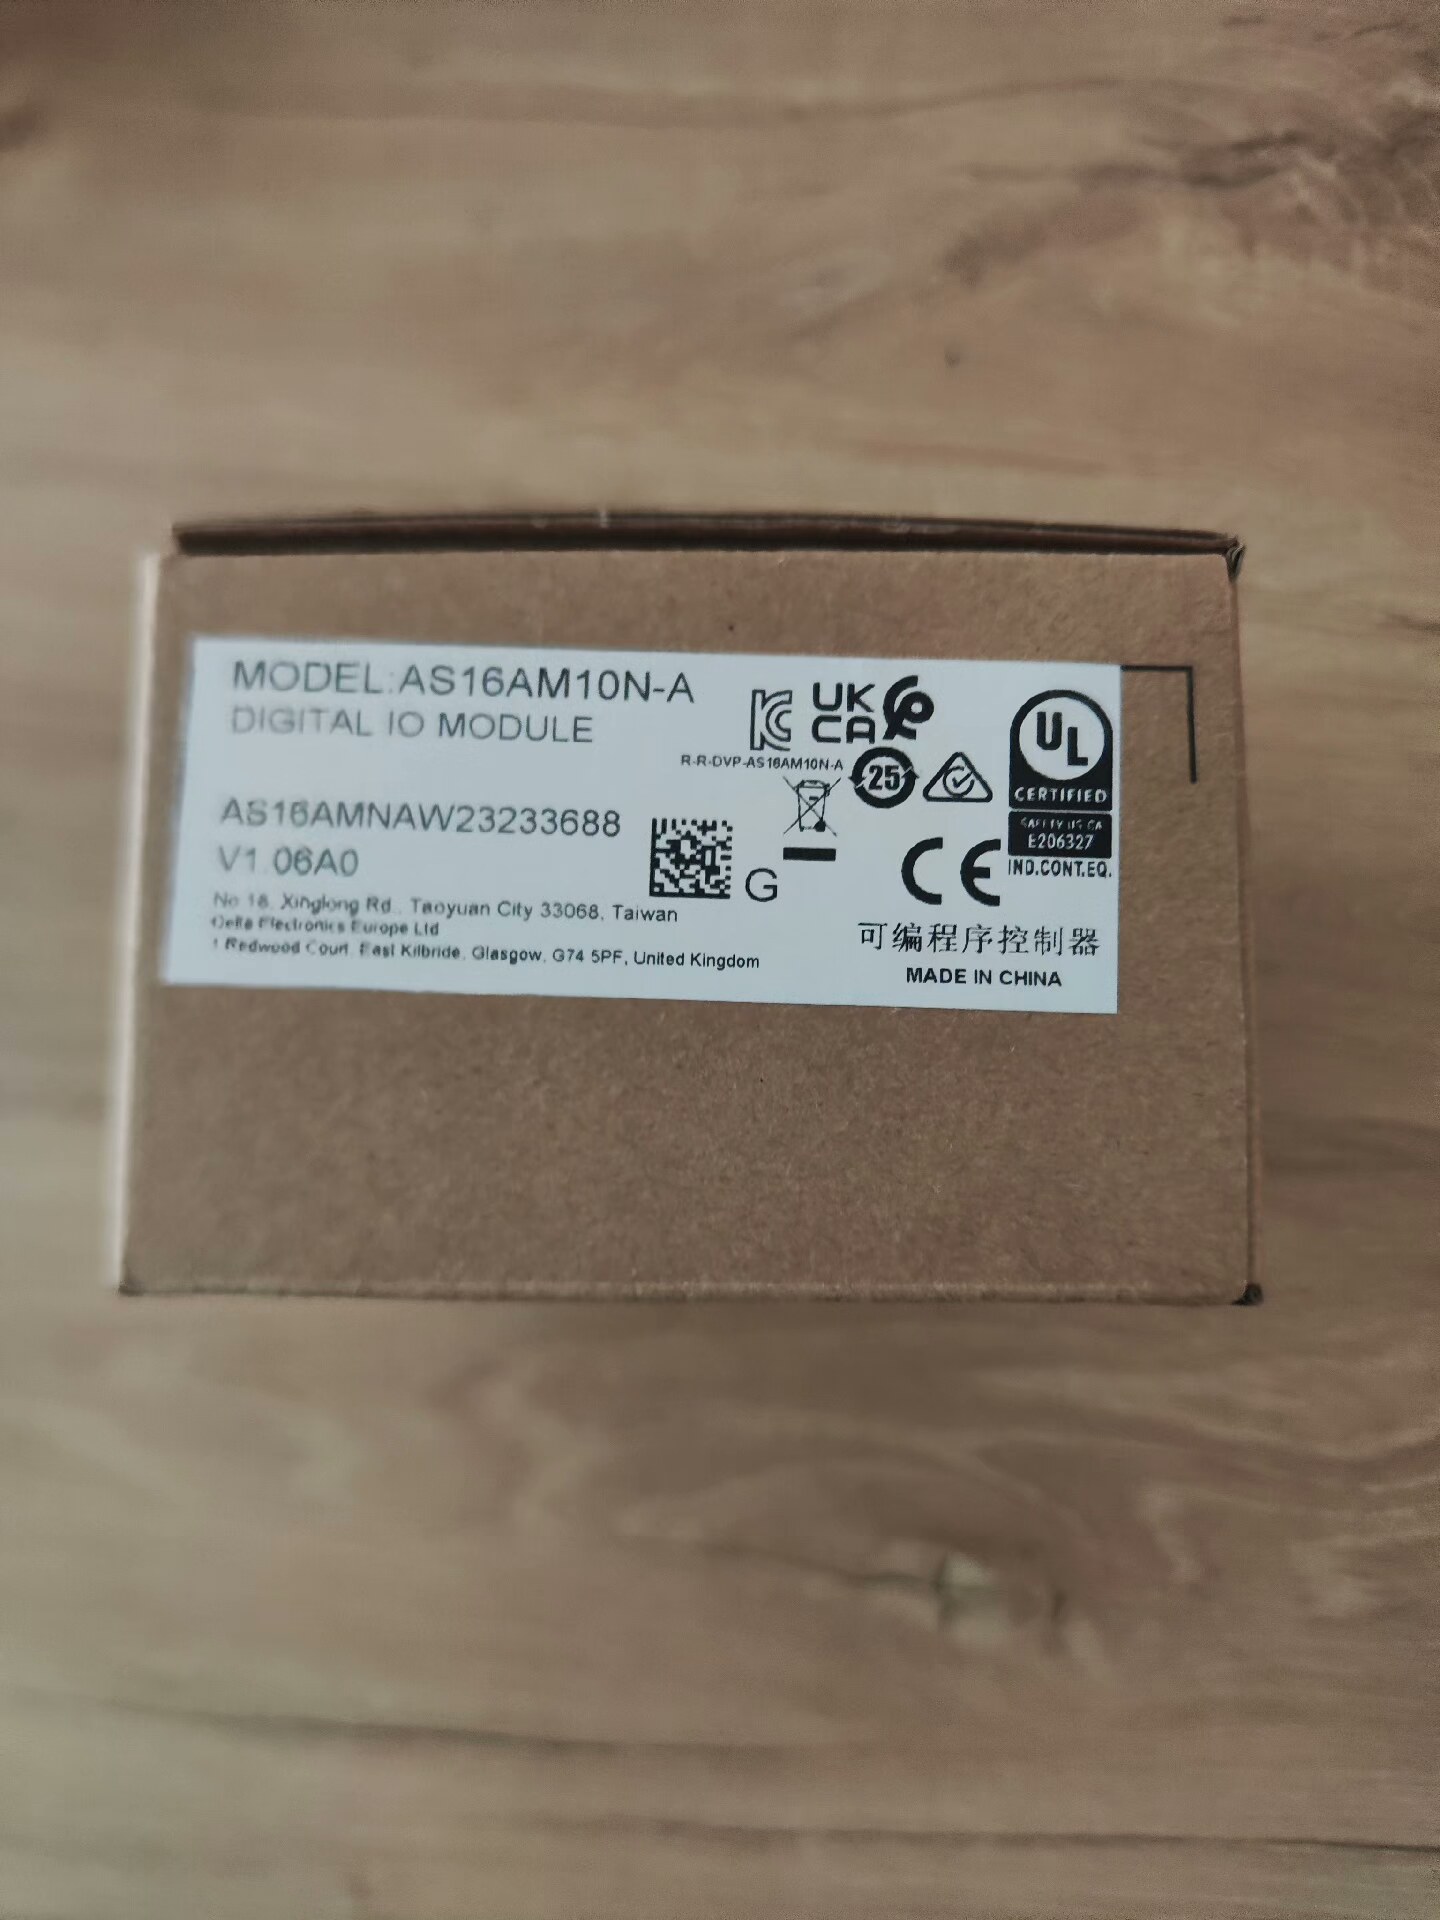 MODEL:AS16AM10N-A
DIGITAL IO MODULE
UK
CA
R-R-DVP-AS16AM10N-A
25
UL
CERTIFIED
SAFETY US CA
E206327
IND.CONT.EQ.
AS16AMNAW23233688
V1.06A0
G
CE
No.18, Xinglong Rd., Taoyuan City 33068, Taiwan
Delta Electronics Europe Ltd
1 Redwood Court, East Kilbride, Glasgow, G74 5PF, United Kingdom
可编程序控制器
MADE IN CHINA